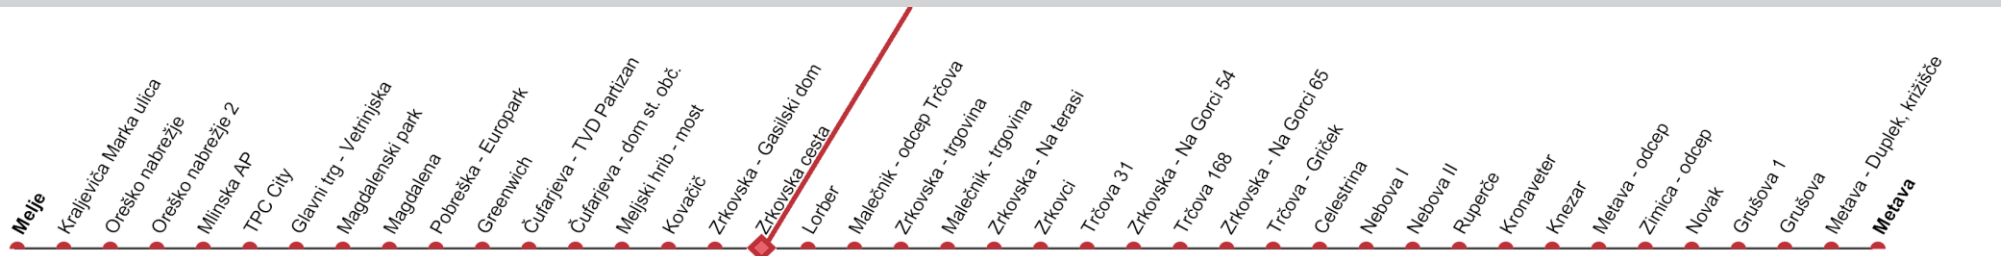 Melje
Kraljeviča Marka ulica
Oreško nabrežje
Oreško nabrežje 2
Mlinska AP
TPC City
Glavni trg - Vetrinjska
Magdalenski park
Magdalena
Pobreška - Europark
Greenwich
Čufarjeva - TVD Partizan
Čufarjeva - dom st. obč.
Meljski hrib - most
Kovačič
Zrkovska - Gasilski dom
Zrkovska cesta
Lorber
Malečnik - odcep Trčova
Zrkovska - trgovina
Malečnik - trgovina
Zrkovska - Na terasi
Zrkovci
Trčova 31
Zrkovska - Na Gorci 54
Trčova 168
Zrkovska - Na Gorci 65
Trčova - Griček
Celestrina
Nebova I
Nebova II
Ruperče
Kronaveter
Knezar
Metava - odcep
Zimica - odcep
Novak
Grušova 1
Grušova
Metava - Duplek, križišče
Metava